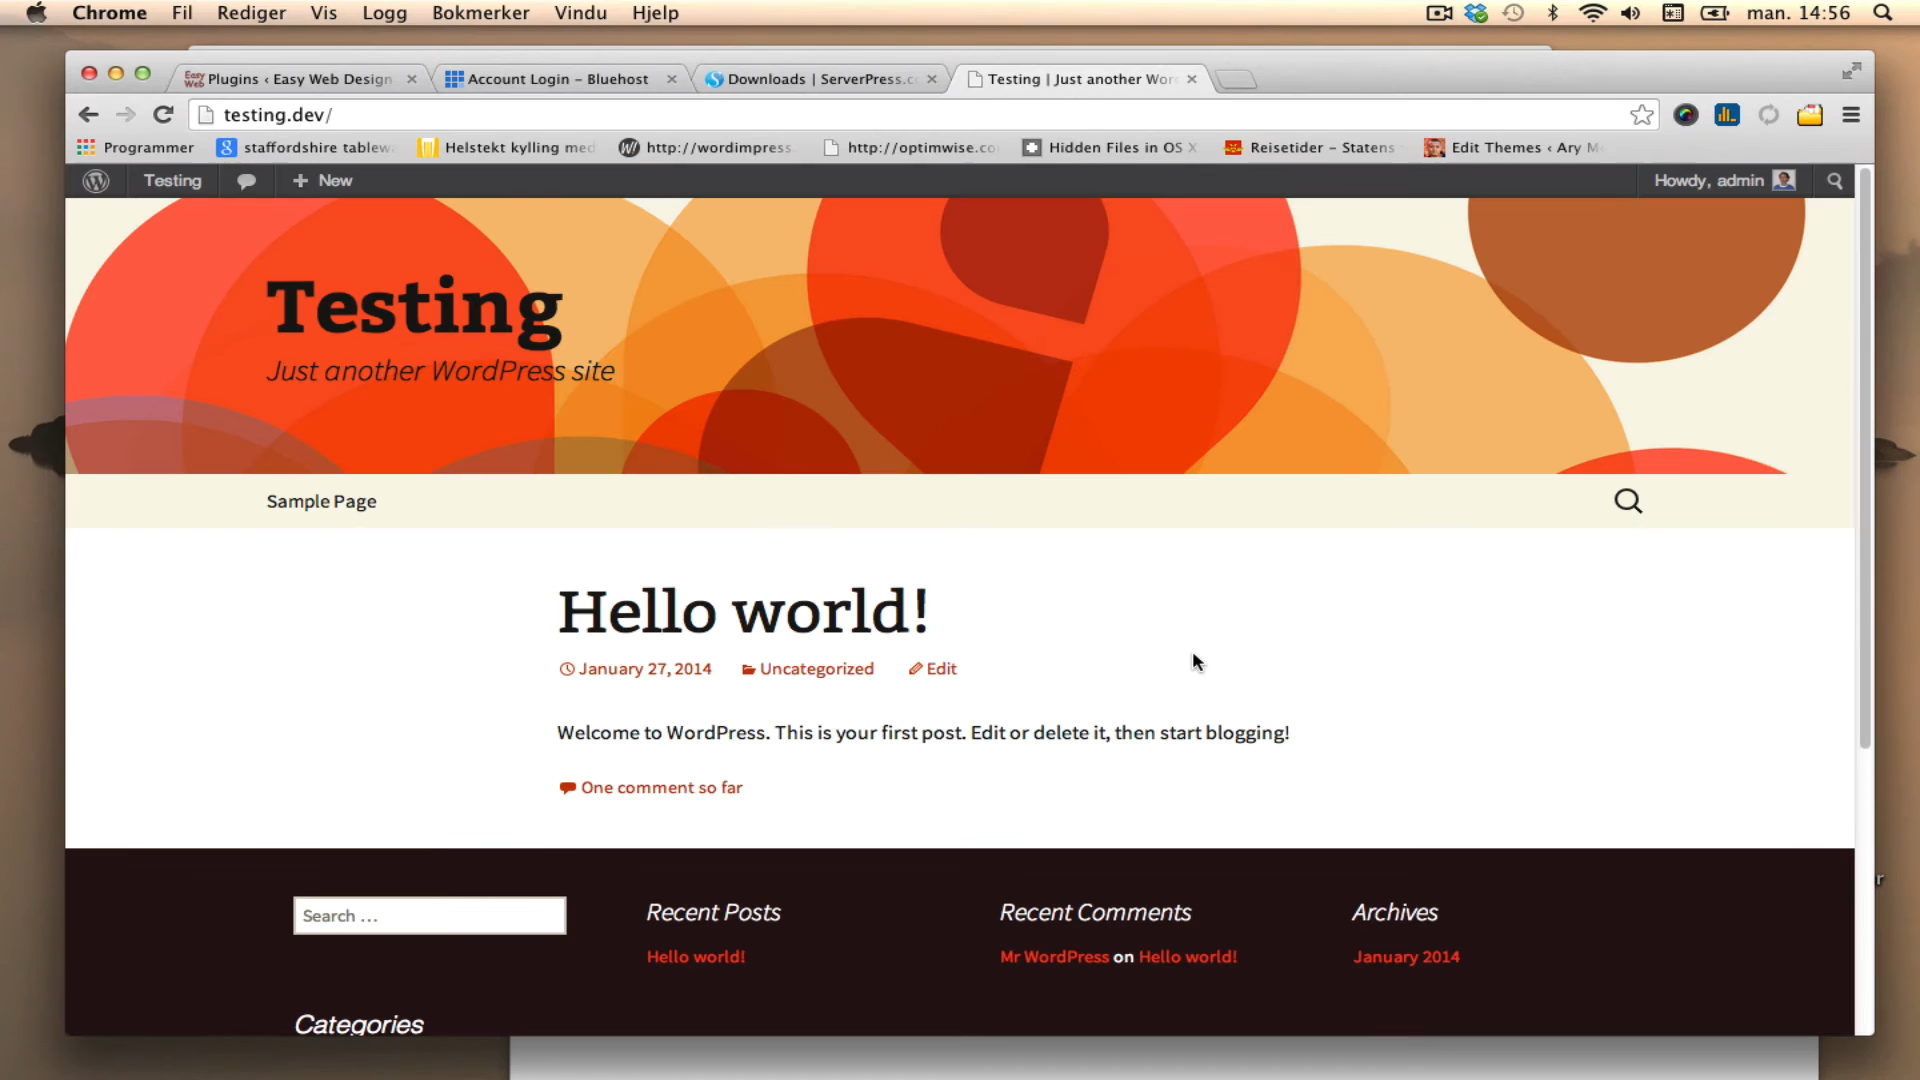 Chrome Fil Rediger Vis Logg Bokmerker Vindu Hjelp man. 14:56
Plugins ‹ Easy Web Design Account Login – Bluehost Downloads | ServerPress.c Testing | Just another Wor
testing.dev/
Programmer staffordshire tablew Helstekt kylling med http://wordimpress. http://optimwise.co Hidden Files in OS X Reisetider – Statens Edit Themes ‹ Ary M
Testing + New Howdy, admin
Testing
Just another WordPress site
Sample Page
Hello world!
January 27, 2014 Uncategorized Edit
Welcome to WordPress. This is your first post. Edit or delete it, then start blogging!
One comment so far
Search …
Recent Posts
Hello world!
Recent Comments
Mr WordPress on Hello world!
Archives
January 2014
Categories